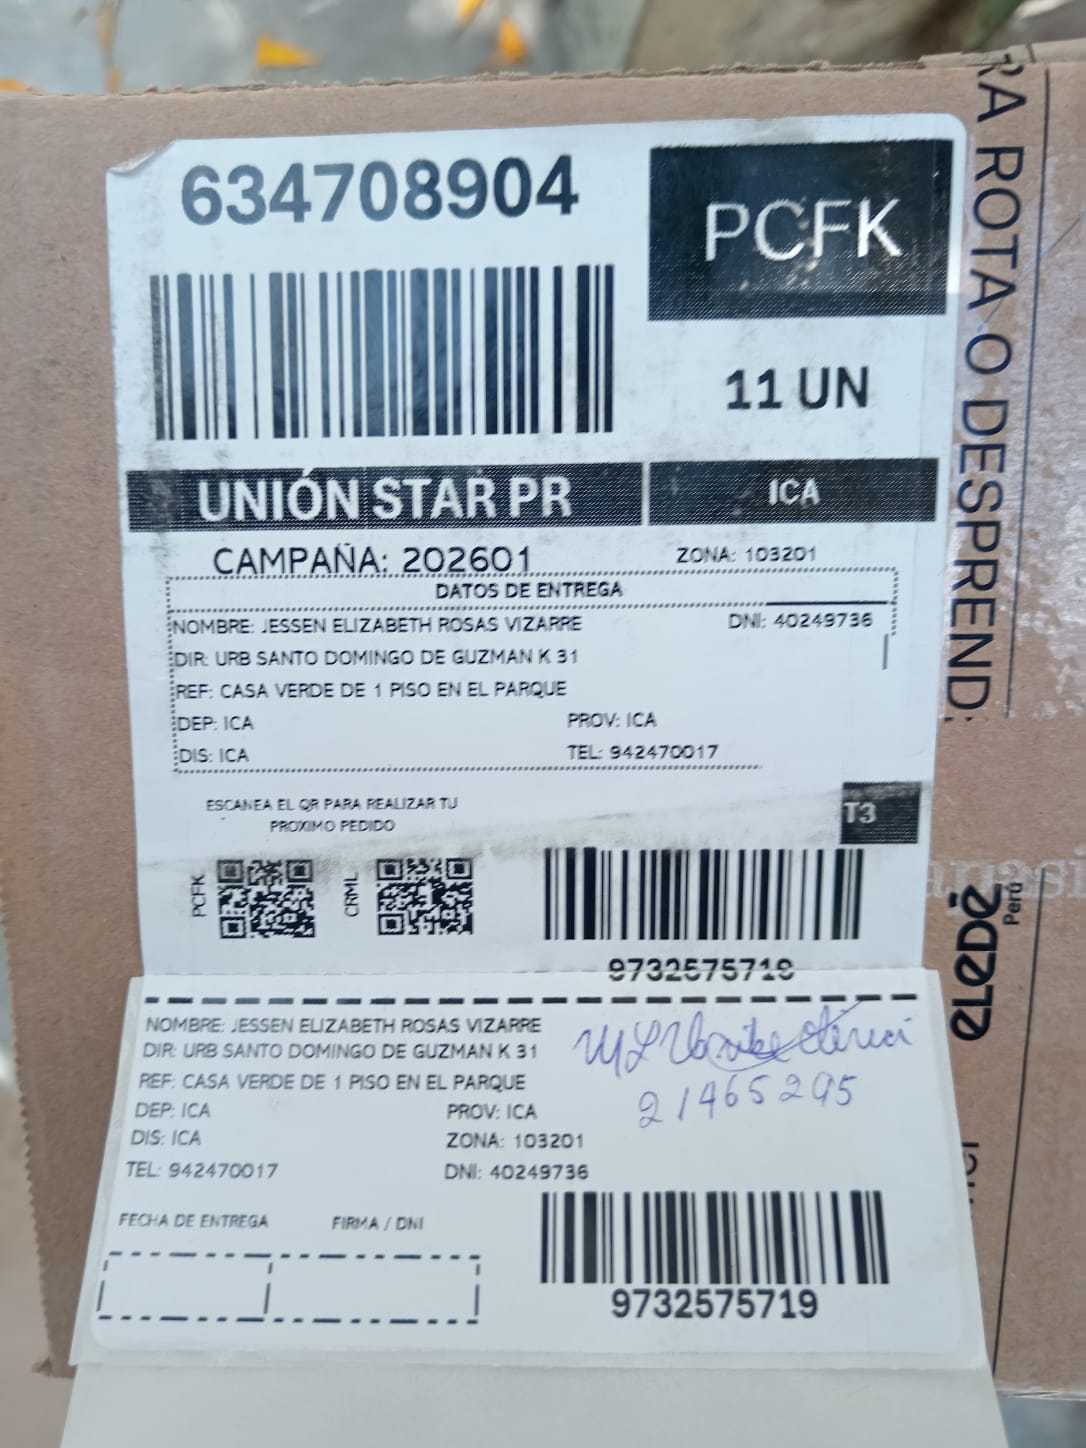 634708904
PCFK
11 UN
UNIÓN STAR PR
ICA
CAMPAÑA: 202601
ZONA: 103201
DATOS DE ENTREGA
NOMBRE: JESSEN ELIZABETH ROSAS VIZARRE DNI: 40249736
DIR: URB SANTO DOMINGO DE GUZMAN K 31
REF: CASA VERDE DE 1 PISO EN EL PARQUE
DEP: ICA PROV: ICA
DIS: ICA TEL: 942470017
ESCANEA EL QR PARA REALIZAR TU
PROXIMO PEDIDO
T3
PCFK
CRML
9732575719
NOMBRE: JESSEN ELIZABETH ROSAS VIZARRE
DIR: URB SANTO DOMINGO DE GUZMAN K 31
REF: CASA VERDE DE 1 PISO EN EL PARQUE
DEP: ICA PROV: ICA
DIS: ICA ZONA: 103201
TEL: 942470017 DNI: 40249736
21465295
FECHA DE ENTREGA FIRMA / DNI
9732575719
RA ROTA O DESPREND
Perú